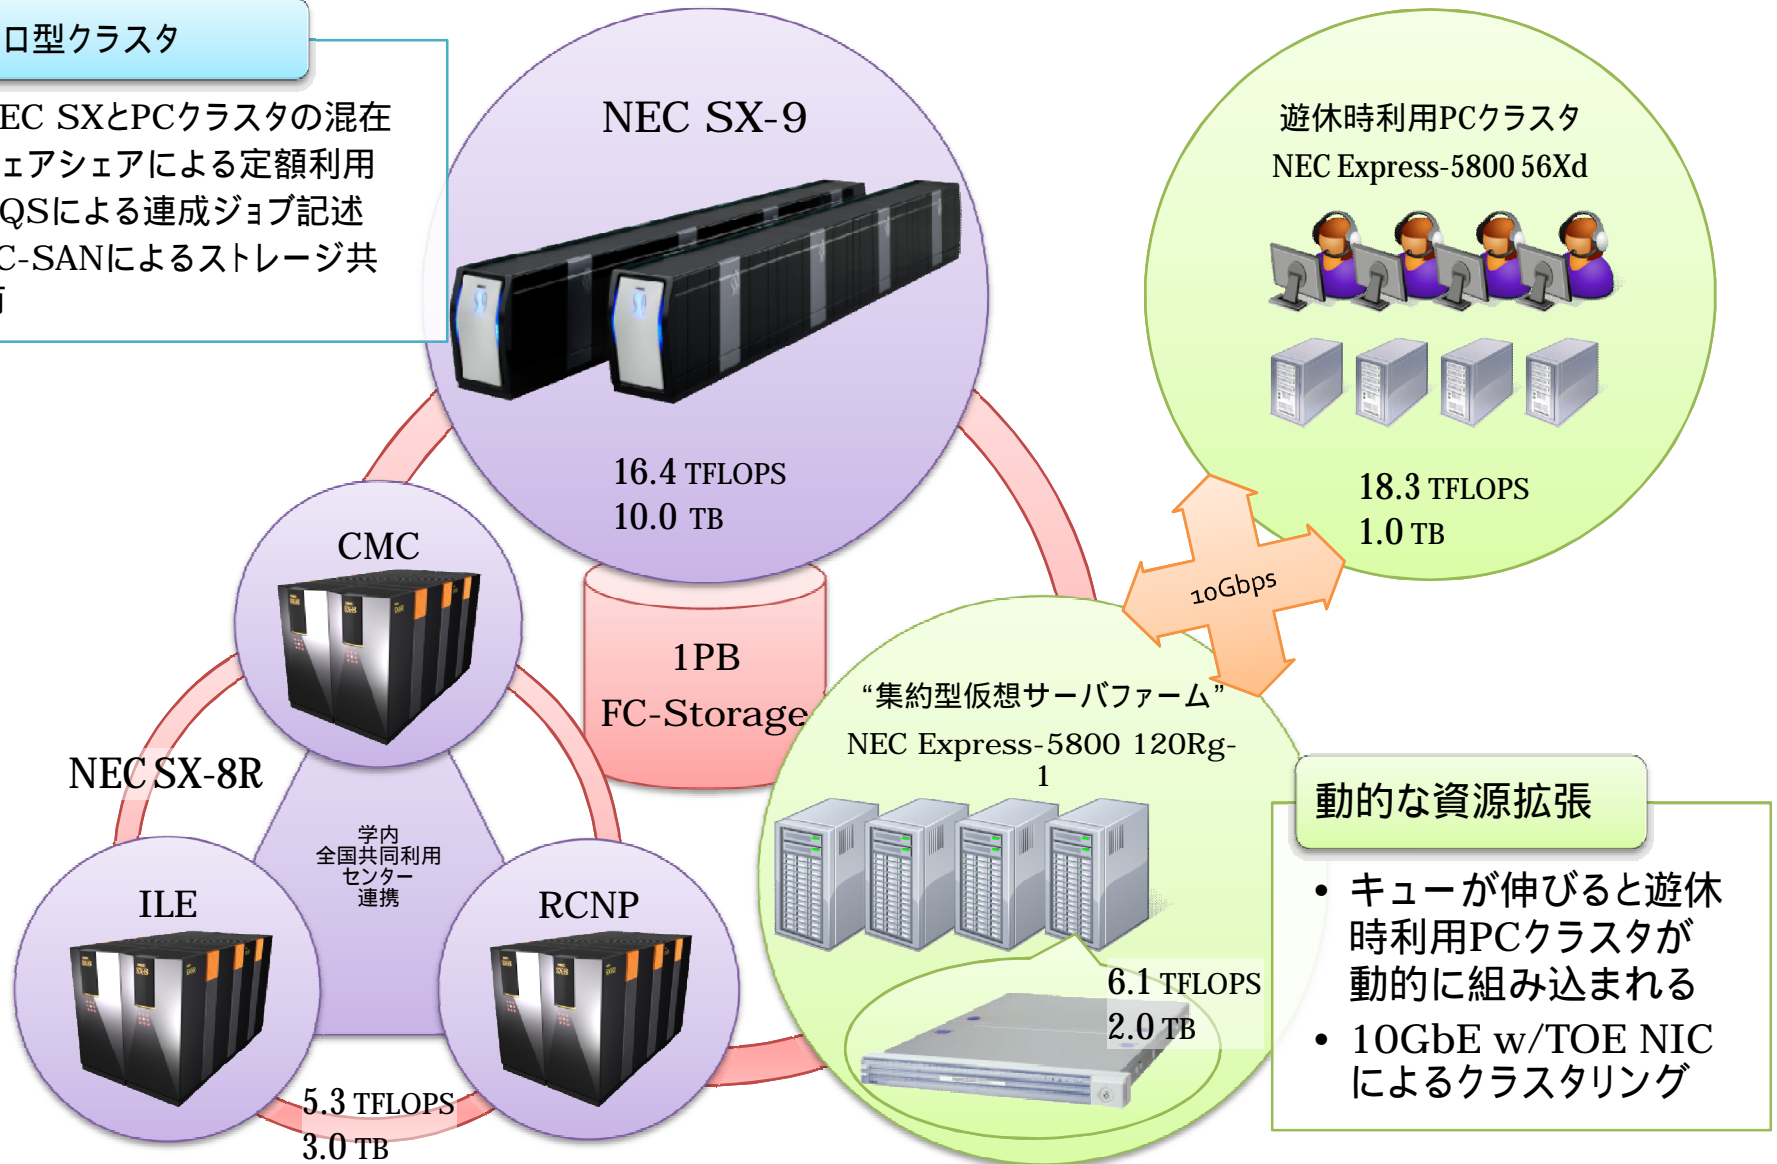 ロ型クラスタ
EC SXとPCクラスタの混在
ェアシェアによる定額利用
QSによる連成ジョブ記述
C-SANによるストレージ共
NEC SX-9
16.4 TFLOPS
10.0 TB
遊休時利用PCクラスタ
NEC Express-5800 56Xd
18.3 TFLOPS
1.0 TB
10Gbps
CMC
1PB
FC-Storage
NEC SX-8R
学内
全国共同利用
センター
連携
ILE
RCNP
5.3 TFLOPS
3.0 TB
“集約型仮想サーバファーム”
NEC Express-5800 120Rg-
1
6.1 TFLOPS
2.0 TB
動的な資源拡張
• キューが伸びると遊休
時利用PCクラスタが
動的に組み込まれる
• 10GbE w/TOE NIC
によるクラスタリング